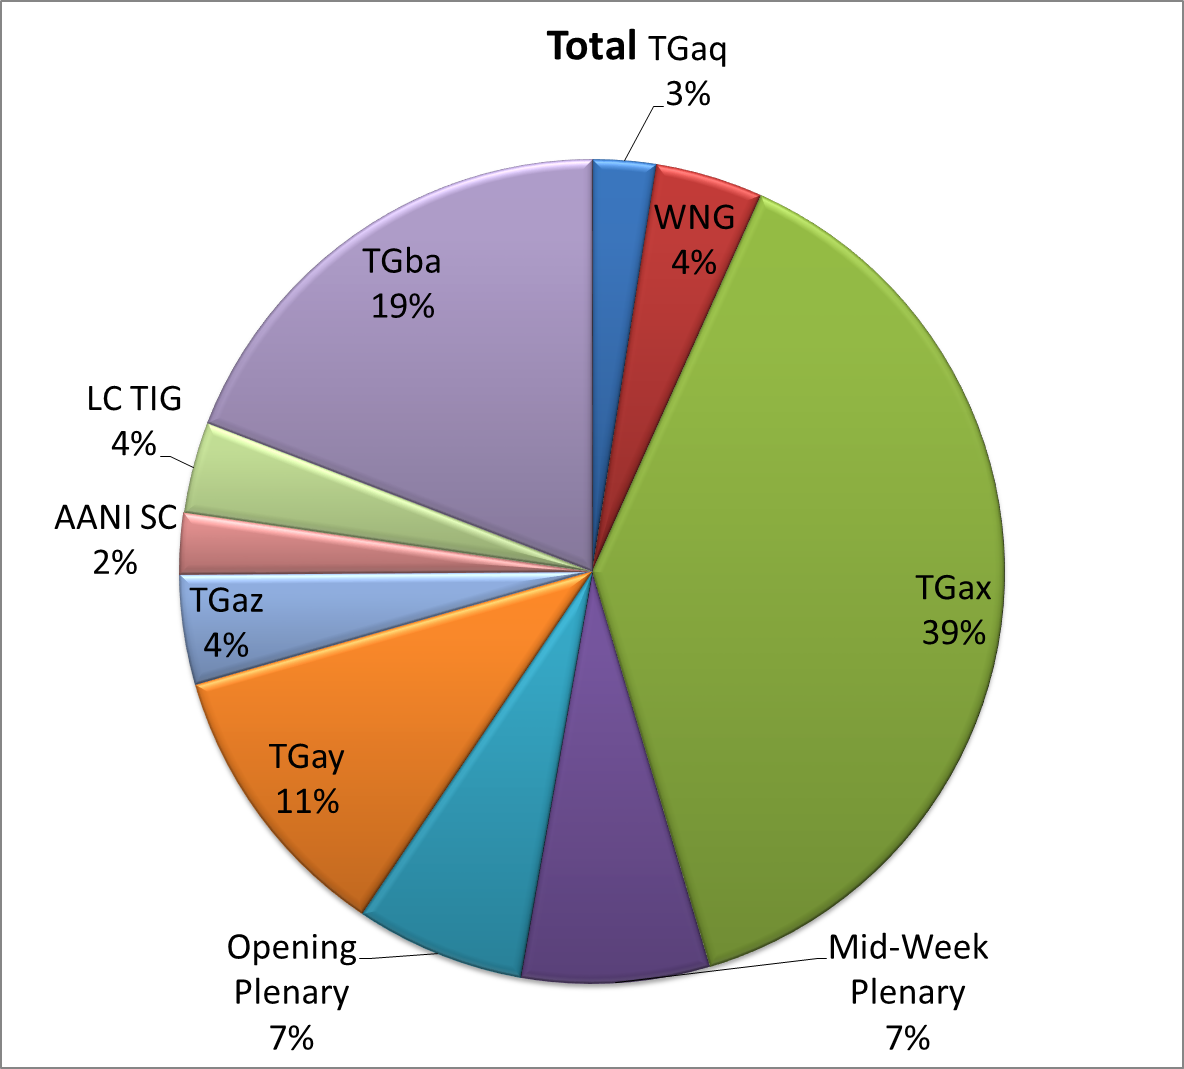 Total
TGaq
3%
WNG
4%
TGax
39%
Mid-Week
Plenary
7%
Opening
Plenary
7%
TGay
11%
TGaz
4%
AANI SC
2%
LC TIG
4%
TGba
19%